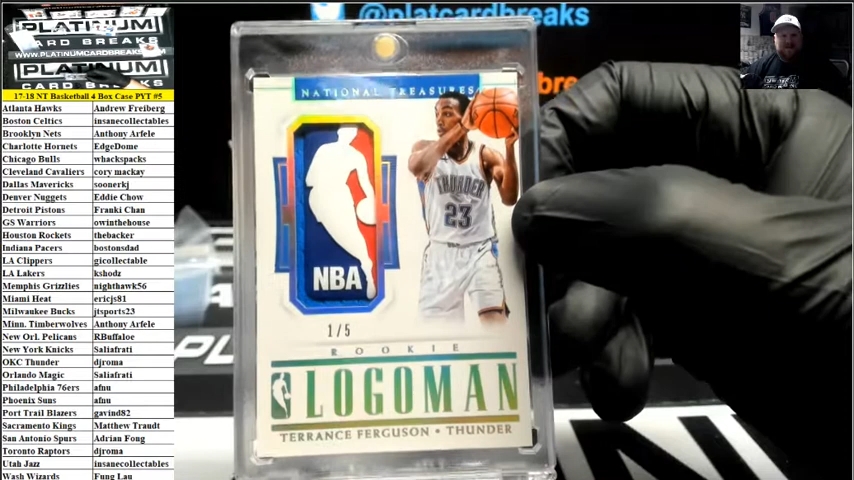 PLATINUM
CARD BREAKS
WWW.PLATINUMCARDBREAKS.COM
PLATINUM
CARD BREAKS
17-18 NT Basketball 4 Box Case PYT #5
Atlanta Hawks Andrew Freiberg
Boston Celtics insanecollectables
Brooklyn Nets Anthony Arfele
Charlotte Hornets EdgeDome
Chicago Bulls whackspacks
Cleveland Cavaliers cory mackay
Dallas Mavericks soonerkj
Denver Nuggets Eddie Chow
Detroit Pistons Franki Chan
GS Warriors owinthehouse
Houston Rockets thebacker
Indiana Pacers bostonsdad
LA Clippers gicollectable
LA Lakers kshodz
Memphis Grizzlies nighthawk56
Miami Heat ericjs81
Milwaukee Bucks jtsports23
Minn. Timberwolves Anthony Arfele
New Orl. Pelicans RBuffaloe
New York Knicks Saliafrati
OKC Thunder djroma
Orlando Magic Saliafrati
Philadelphia 76ers afnu
Phoenix Suns afnu
Port Trail Blazers gavind82
Sacramento Kings Matthew Traudt
San Antonio Spurs Adrian Fong
Toronto Raptors djroma
Utah Jazz insanecollectables
Wash Wizards Fung Lau
@platcardbreaks
NATIONAL TREASURES
THUNDER
23
NBA
1/5
ROOKIE
LOGOMAN
TERRANCE FERGUSON • THUNDER